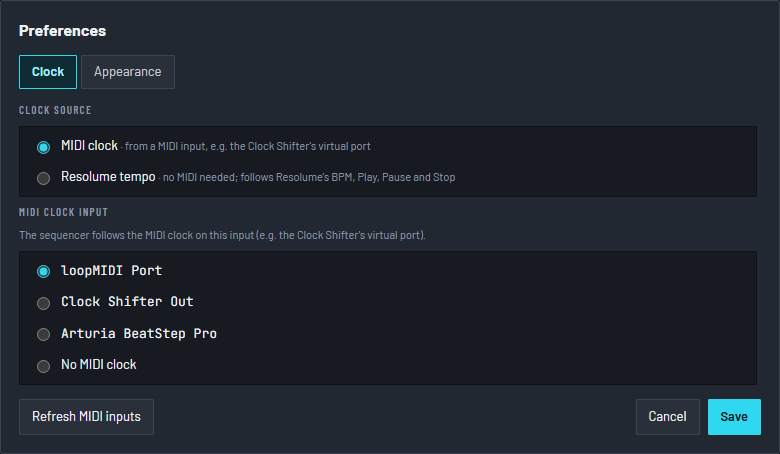 Preferences
Clock Appearance
CLOCK SOURCE
MIDI clock · from a MIDI input, e.g. the Clock Shifter's virtual port
Resolume tempo · no MIDI needed; follows Resolume's BPM, Play, Pause and Stop
MIDI CLOCK INPUT
The sequencer follows the MIDI clock on this input (e.g. the Clock Shifter's virtual port).
loopMIDI Port
Clock Shifter Out
Arturia BeatStep Pro
No MIDI clock
Refresh MIDI inputs Cancel Save